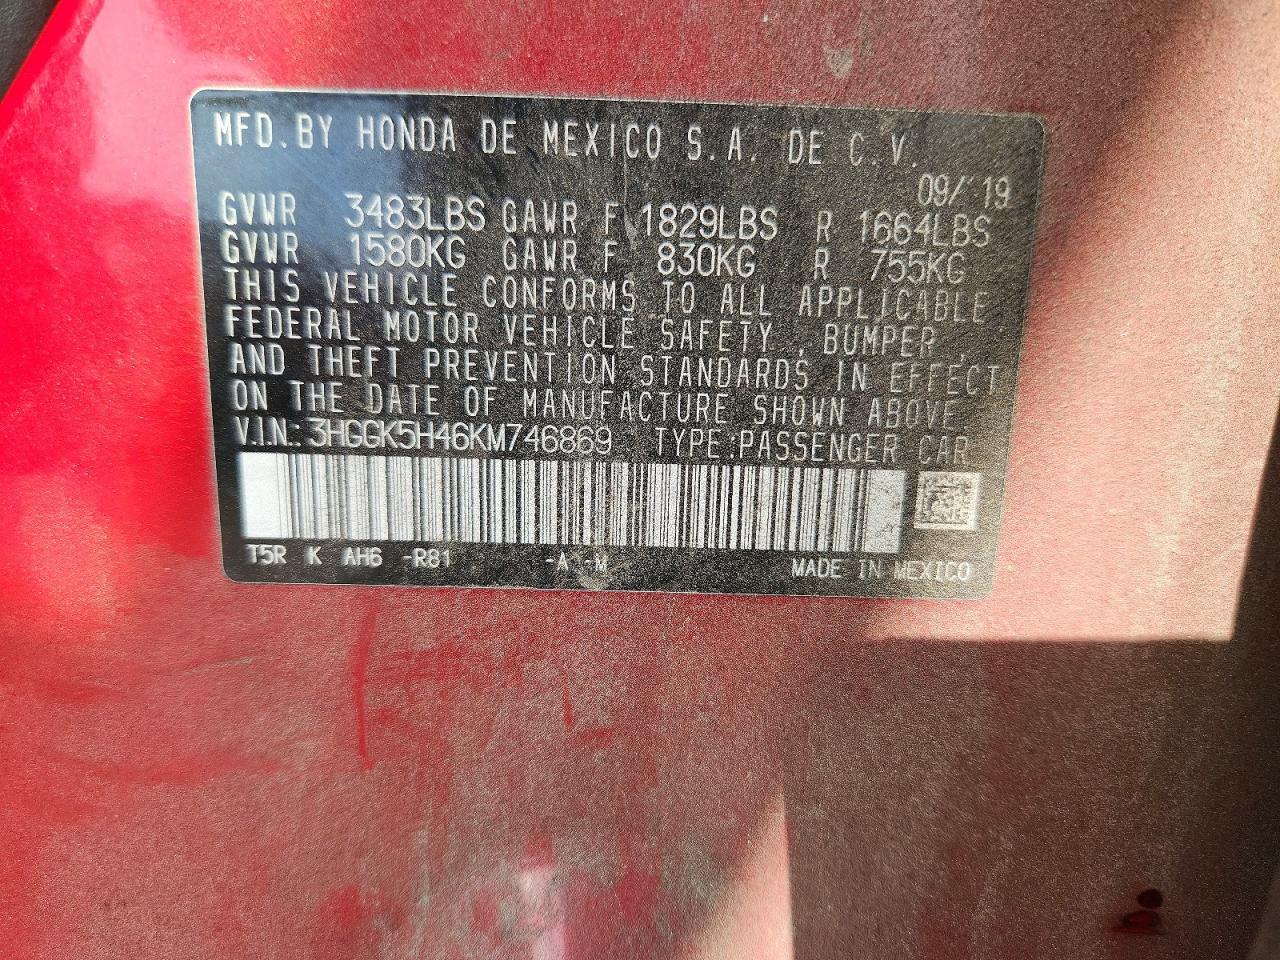 MFD. BY HONDA DE MEXICO S.A. DE C.V.
09/'19
GVWR 3483LBS GAWR F 1829LBS R 1664LBS
GVWR 1580KG GAWR F 830KG R 755KG
THIS VEHICLE CONFORMS TO ALL APPLICABLE
FEDERAL MOTOR VEHICLE SAFETY, BUMPER,
AND THEFT PREVENTION STANDARDS IN EFFECT
ON THE DATE OF MANUFACTURE SHOWN ABOVE
V.I.N: 3HGGK5H46KM746869 TYPE:PASSENGER CAR
T5R K AH6 -R81 -A -M MADE IN MEXICO